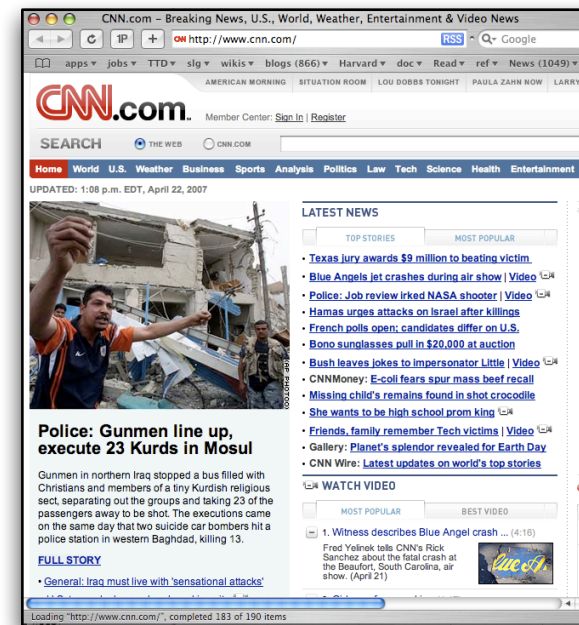 CNN.com – Breaking News, U.S., World, Weather, Entertainment & Video News
1P + CNN http://www.cnn.com/ RSS Q Google
apps jobs TTD slg wikis blogs (866) Harvard doc Read ref News (1049)
AMERICAN MORNING SITUATION ROOM LOU DOBBS TONIGHT PAULA ZAHN NOW LARRY
CNN.com
Member Center: Sign In | Register
SEARCH THE WEB CNN.COM
Home World U.S. Weather Business Sports Analysis Politics Law Tech Science Health Entertainment
UPDATED: 1:08 p.m. EDT, April 22, 2007
AP PHOTO
Police: Gunmen line up,
execute 23 Kurds in Mosul
Gunmen in northern Iraq stopped a bus filled with
Christians and members of a tiny Kurdish religious
sect, separating out the groups and taking 23 of the
passengers away to be shot. The executions came
on the same day that two suicide car bombers hit a
police station in western Baghdad, killing 13.
FULL STORY
• General: Iraq must live with 'sensational attacks'
LATEST NEWS
TOP STORIES MOST POPULAR
• Texas jury awards $9 million to beating victim
• Blue Angels jet crashes during air show | Video
• Police: Job review irked NASA shooter | Video
• Hamas urges attacks on Israel after killings
• French polls open; candidates differ on U.S.
• Bono sunglasses pull in $20,000 at auction
• Bush leaves jokes to impersonator Little | Video
• CNNMoney: E-coli fears spur mass beef recall
• Missing child's remains found in shot crocodile
• She wants to be high school prom king
• Friends, family remember Tech victims | Video
• Gallery: Planet's splendor revealed for Earth Day
• CNN Wire: Latest updates on world's top stories
WATCH VIDEO
MOST POPULAR BEST VIDEO
1. Witness describes Blue Angel crash ... (4:16)
Fred Yelinek tells CNN's Rick
Sanchez about the fatal crash at
the Beaufort, South Carolina, air
show. (April 21)
Blue A.
Loading "http://www.cnn.com/", completed 183 of 190 items